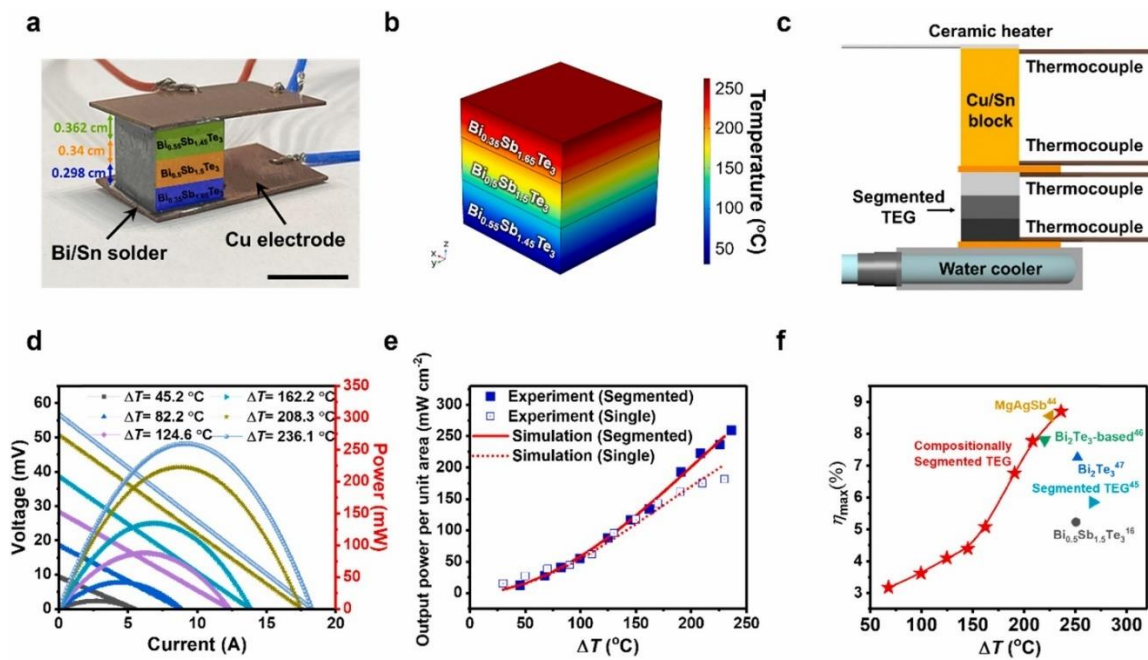 a
0.362 cm
0.34 cm
0.298 cm
Bi0.55Sb1.45Te3
Bi0.5Sb1.5Te3
Bi0.35Sb1.65Te3
Bi/Sn solder
Cu electrode
b
Bi0.35Sb1.65Te3
Bi0.5Sb1.5Te3
Bi0.55Sb1.45Te3
x
y
z
250
200
150
100
50
Temperature (°C)
c
Ceramic heater
Thermocouple
Cu/Sn
block
Thermocouple
Thermocouple
Segmented
TEG
Thermocouple
Water cooler
d
ΔT= 45.2 °C
ΔT= 82.2 °C
ΔT= 124.6 °C
ΔT= 162.2 °C
ΔT= 208.3 °C
ΔT= 236.1 °C
Voltage (mV)
60
50
40
30
20
10
0
0 5 10 15 20
Current (A)
350
300
250
200
150
100
50
0
Power (mW)
e
Experiment (Segmented)
Experiment (Single)
Simulation (Segmented)
Simulation (Single)
Output power per unit area (mW cm-2)
400
350
300
250
200
150
100
50
0
0 50 100 150 200 250
ΔT (°C)
f
MgAgSb44
Bi2Te3-based46
Compositionally
Segmented TEG
Bi2Te347
Segmented TEG45
Bi0.5Sb1.5Te316
ηmax(%)
9
8
7
6
5
4
3
50 100 150 200 250 300
ΔT (°C)